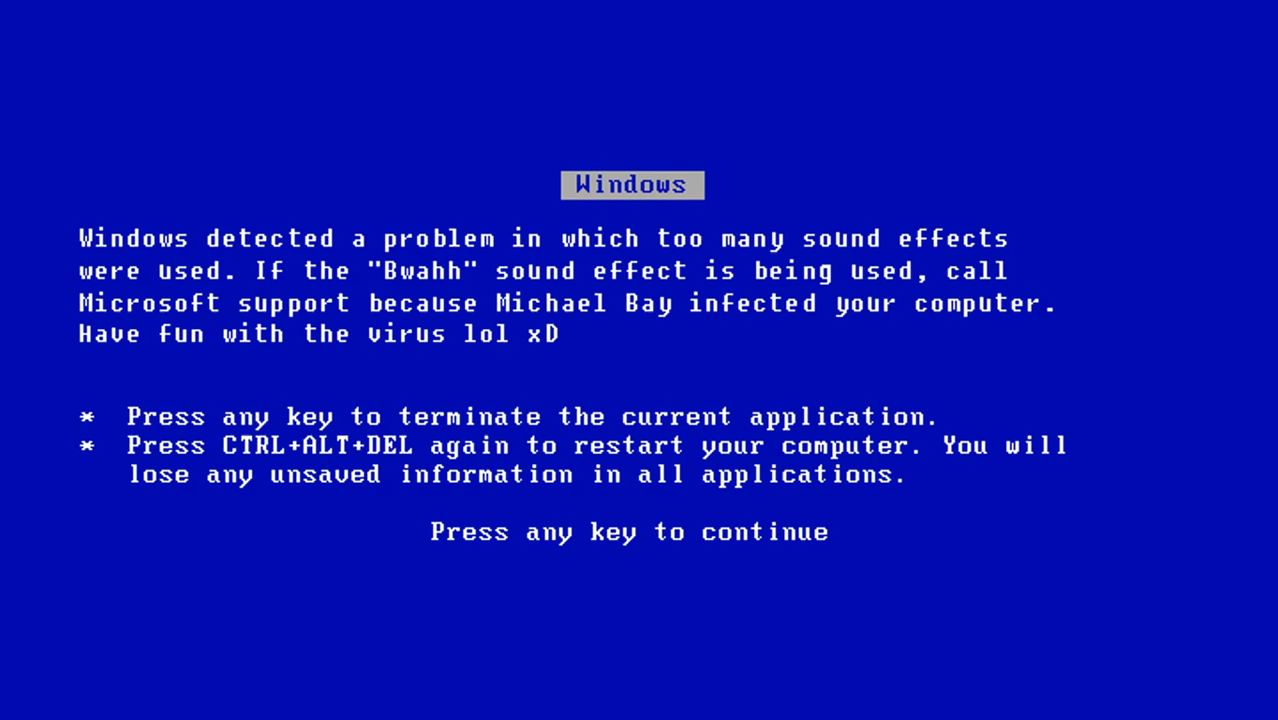 Windows
Windows detected a problem in which too many sound effects
were used. If the "Bwahh" sound effect is being used, call
Microsoft support because Michael Bay infected your computer.
Have fun with the virus lol xD
* Press any key to terminate the current application.
* Press CTRL+ALT+DEL again to restart your computer. You will
lose any unsaved information in all applications.
Press any key to continue